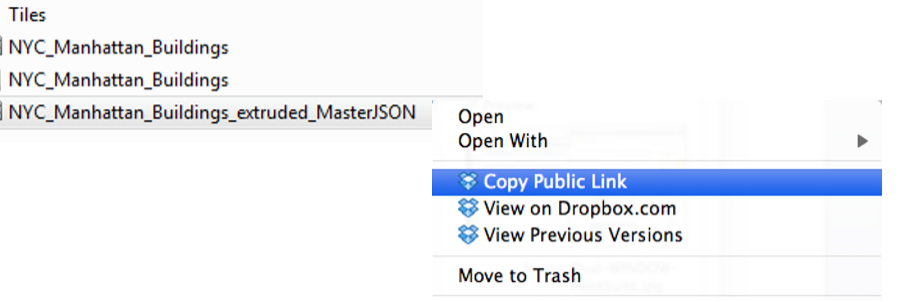 Tiles
NYC_Manhattan_Buildings
NYC_Manhattan_Buildings
NYC_Manhattan_Buildings_extruded_MasterJSON
Open
Open With
Copy Public Link
View on Dropbox.com
View Previous Versions
Move to Trash